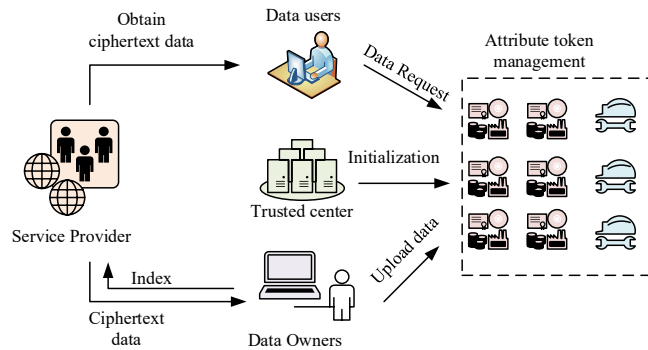 Obtain
ciphertext data
Data users
Data Request
Attribute token
management
Initialization
Trusted center
Service Provider
Upload data
Index
Ciphertext
data
Data Owners